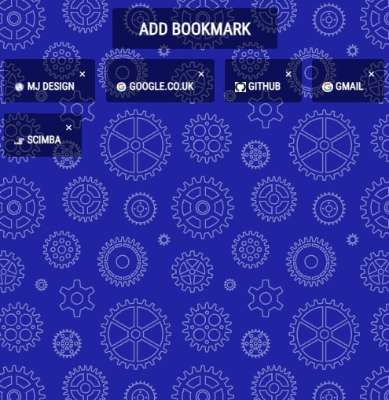 ADD BOOKMARK
× × × ×
MJ DESIGN GOOGLE.CO.UK GITHUB GMAIL
×
SCIMBA